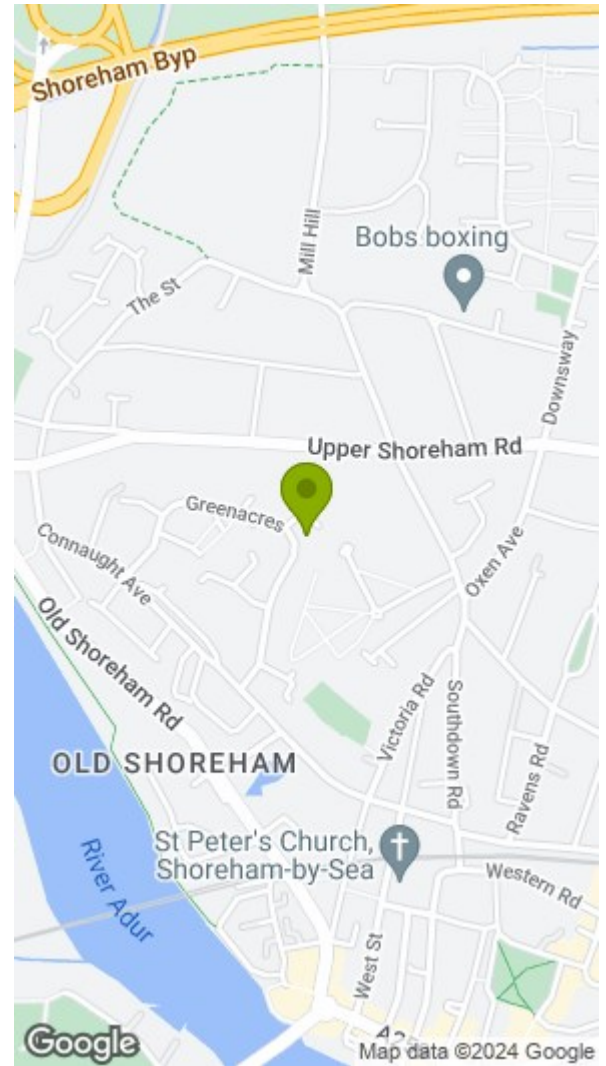 Shoreham Byp
Mill Hill
Bobs boxing
The St
Downsway
Upper Shoreham Rd
Greenacres
Connaught Ave
Oxen Ave
Old Shoreham Rd
Victoria Rd
Southdown Rd
OLD SHOREHAM
Ravens Rd
St Peter's Church,
Shoreham-by-Sea
River Adur
Western Rd
West St
Google
Map data ©2024 Google